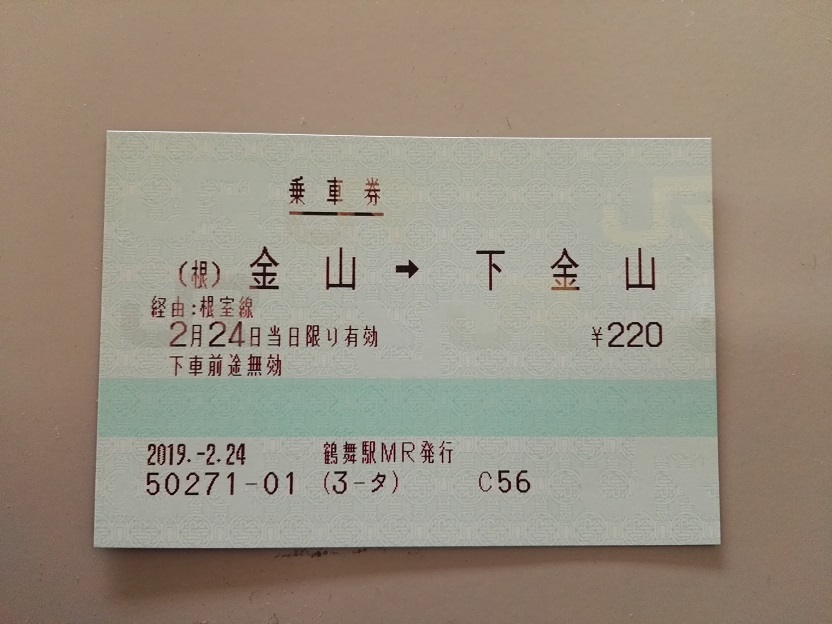 乗車券
(根) 金山 → 下金山
経由:根室線
2月24日当日限り有効 ¥220
下車前途無効
2019.-2.24 鶴舞駅MR発行
50271-01 (3-タ) C56